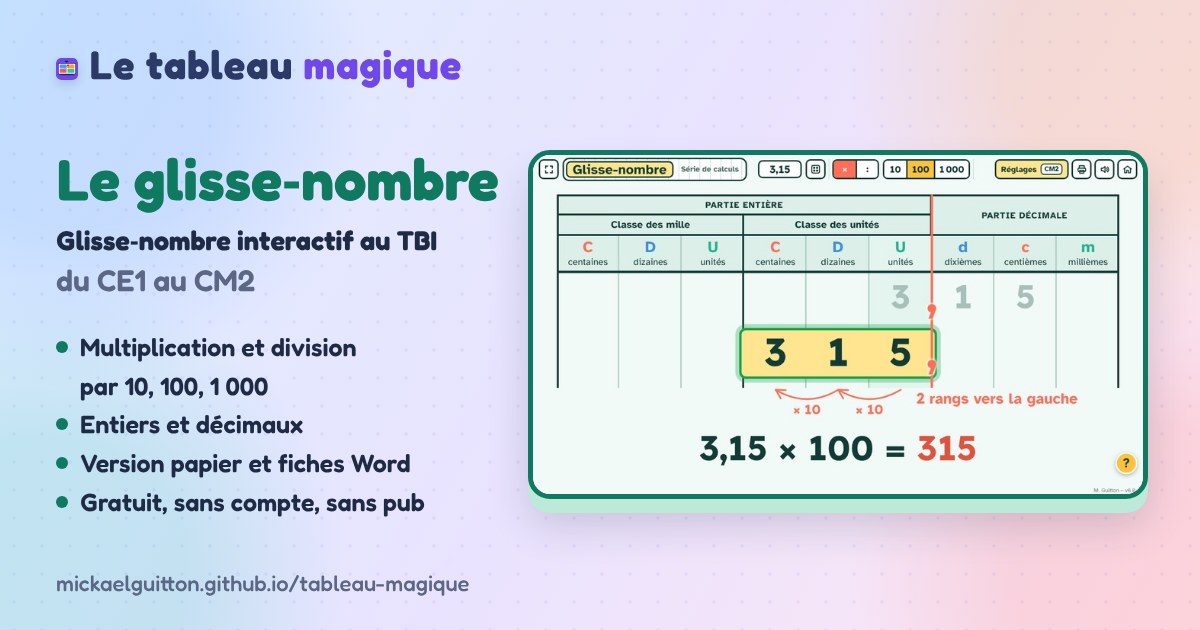 Le tableau magique
Le glisse-nombre
Glisse-nombre interactif au TBI
du CE1 au CM2
Multiplication et division
par 10, 100, 1 000
Entiers et décimaux
Version papier et fiches Word
Gratuit, sans compte, sans pub
mickaelguitton.github.io/tableau-magique
Glisse-nombre Série de calculs 3,15 × : 10 100 1 000 Réglages CM2
PARTIE ENTIÈRE PARTIE DÉCIMALE
Classe des mille Classe des unités
C D U C D U d c m
centaines dizaines unités centaines dizaines unités dixièmes centièmes millièmes
3 , 1 5
3 1 5 ,
× 10 × 10 2 rangs vers la gauche
3,15 × 100 = 315
?